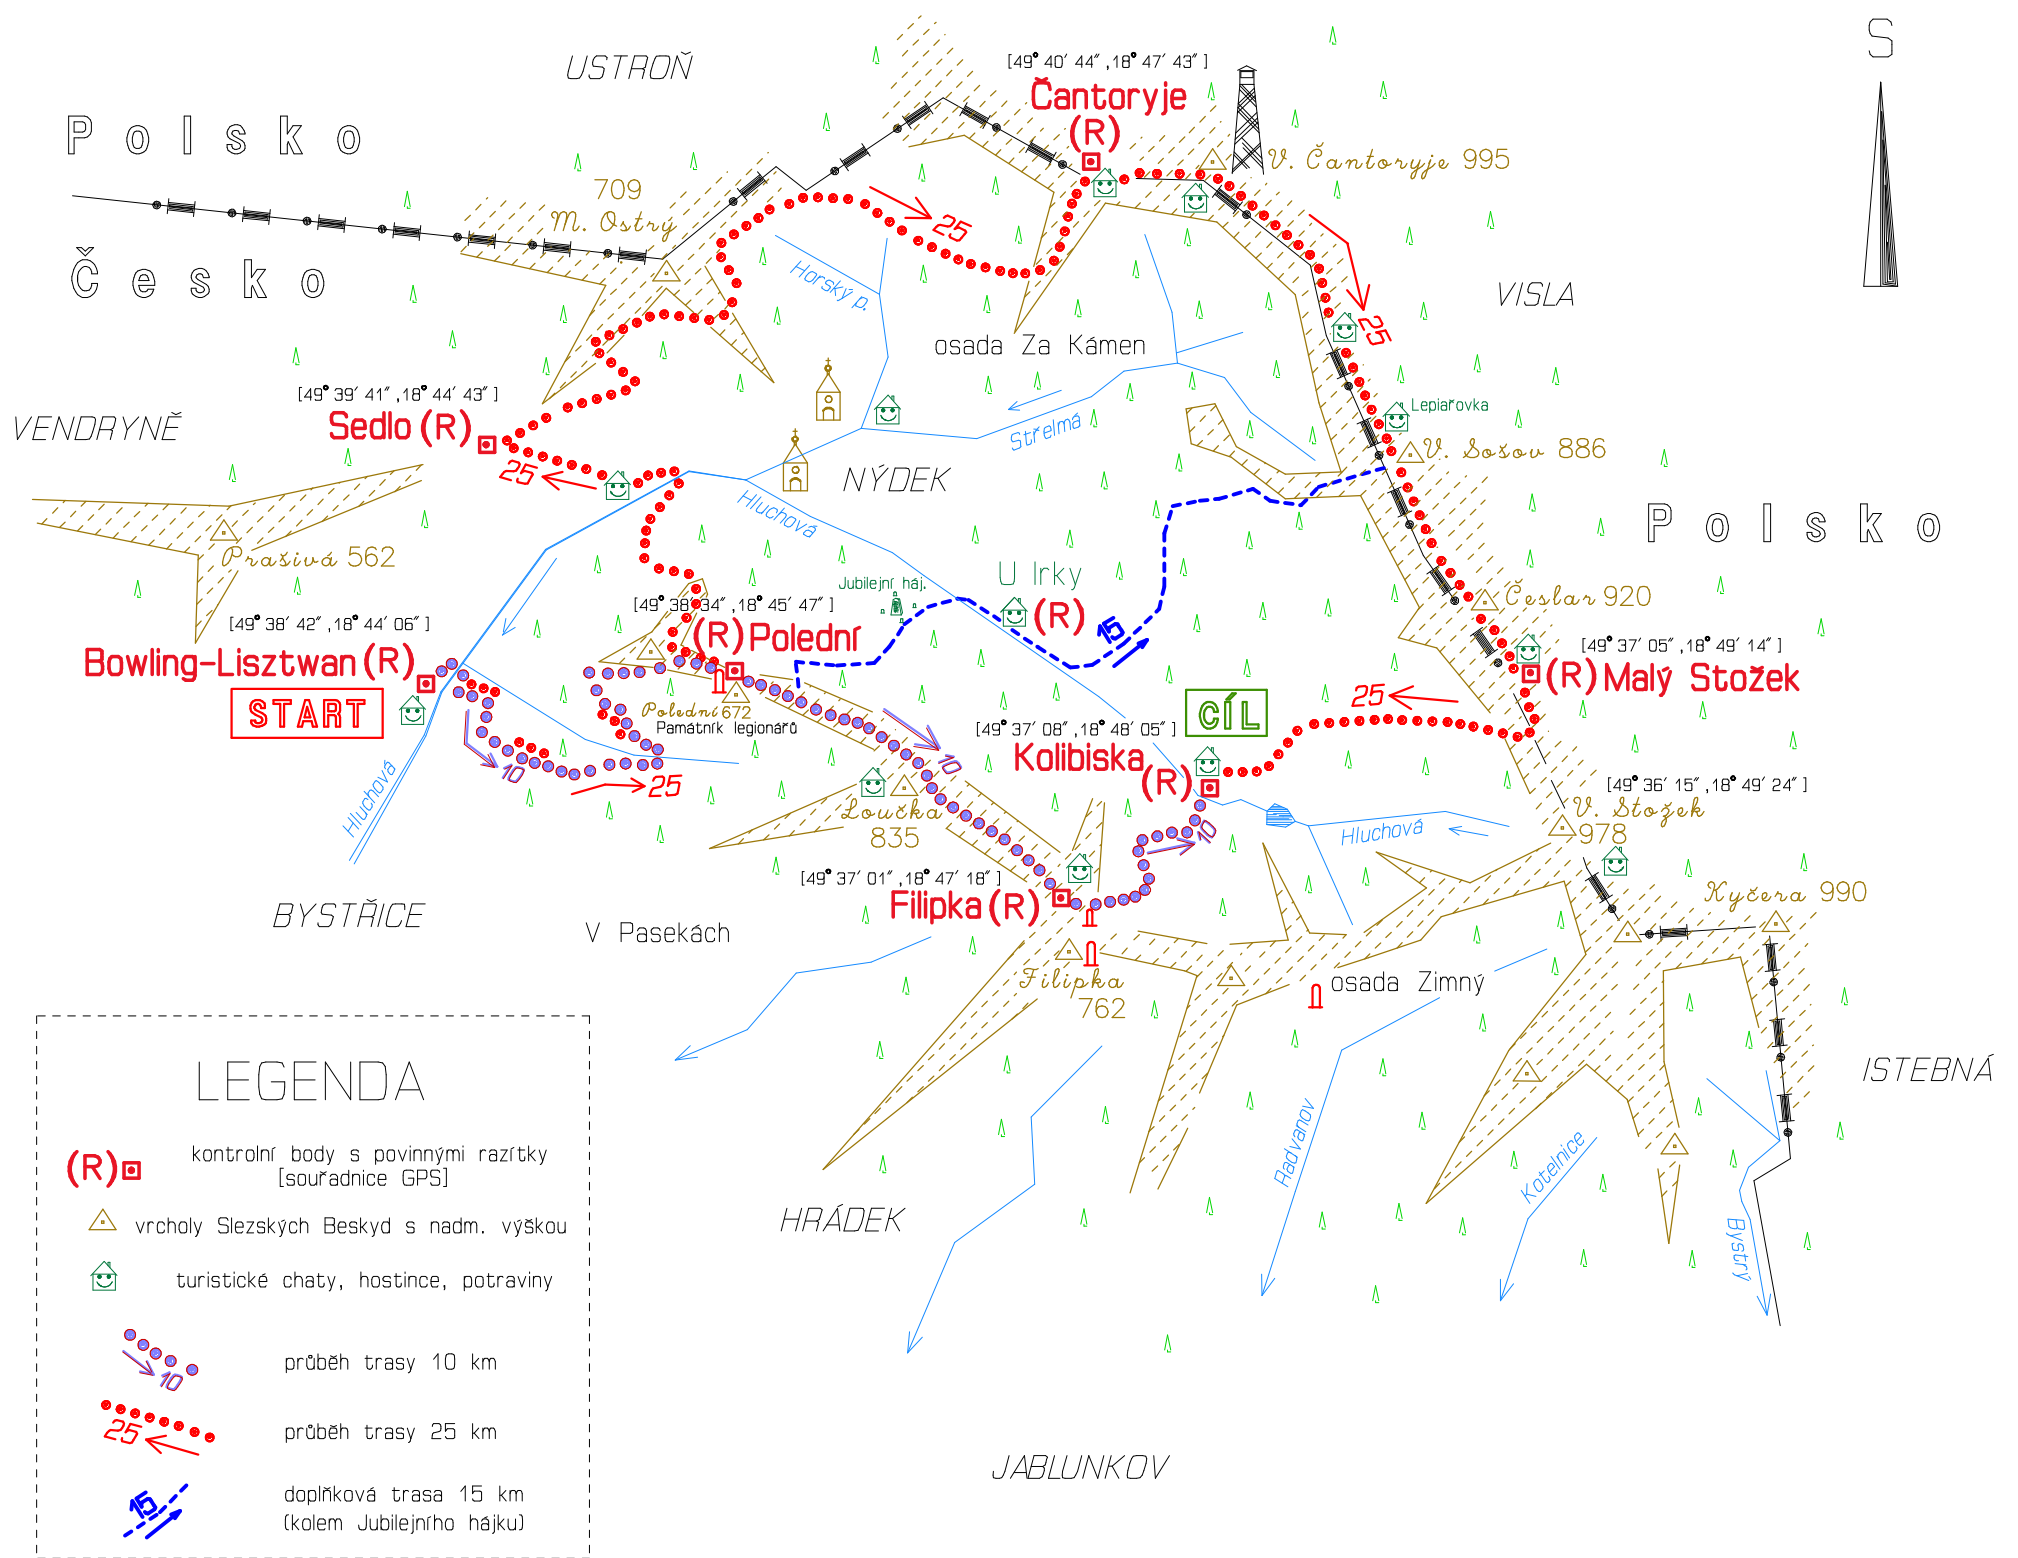 S
USTROŇ
[49° 40′ 44″,18° 47′ 43″]
Čantoryje
(R)
Polsko
V. Čantoryje 995
709
M. Ostrý
25
Česko
Horský p.
VISLA
25
osada Za Kámen
[49° 39′ 41″,18° 44′ 43″]
Sedlo (R)
Lepiařovka
VENDRYNĚ
Střelmá
V. Sošov 886
25
NÝDEK
Hluchová
Polsko
Prašivá 562
U Irky
(R)
Jubilejní háj.
Česlar 920
[49° 38′ 34″,18° 45′ 47″]
(R) Polední
[49° 38′ 42″,18° 44′ 06″]
15
Bowling-Lisztwan (R)
START
[49° 37′ 05″,18° 49′ 14″]
(R) Malý Stožek
25
Polední 672
Památník legionářů
CÍL
[49° 37′ 08″,18° 48′ 05″]
Kolibiska
(R)
10
10
25
[49° 36′ 15″,18° 49′ 24″]
V. Stožek
978
Hluchová
Loučka
835
Hluchová
10
[49° 37′ 01″,18° 47′ 18″]
Filipka (R)
Kyčera 990
BYSTŘICE
V Pasekách
Filipka
762
osada Zimný
ISTEBNÁ
Radvanov
Kotelnice
Bystrý
HRÁDEK
JABLUNKOV
LEGENDA
(R)
kontrolní body s povinnými razítky
[souřadnice GPS]
vrcholy Slezských Beskyd s nadm. výškou
turistické chaty, hostince, potraviny
10
průběh trasy 10 km
25
průběh trasy 25 km
15
doplňková trasa 15 km
(kolem Jubilejního hájku)